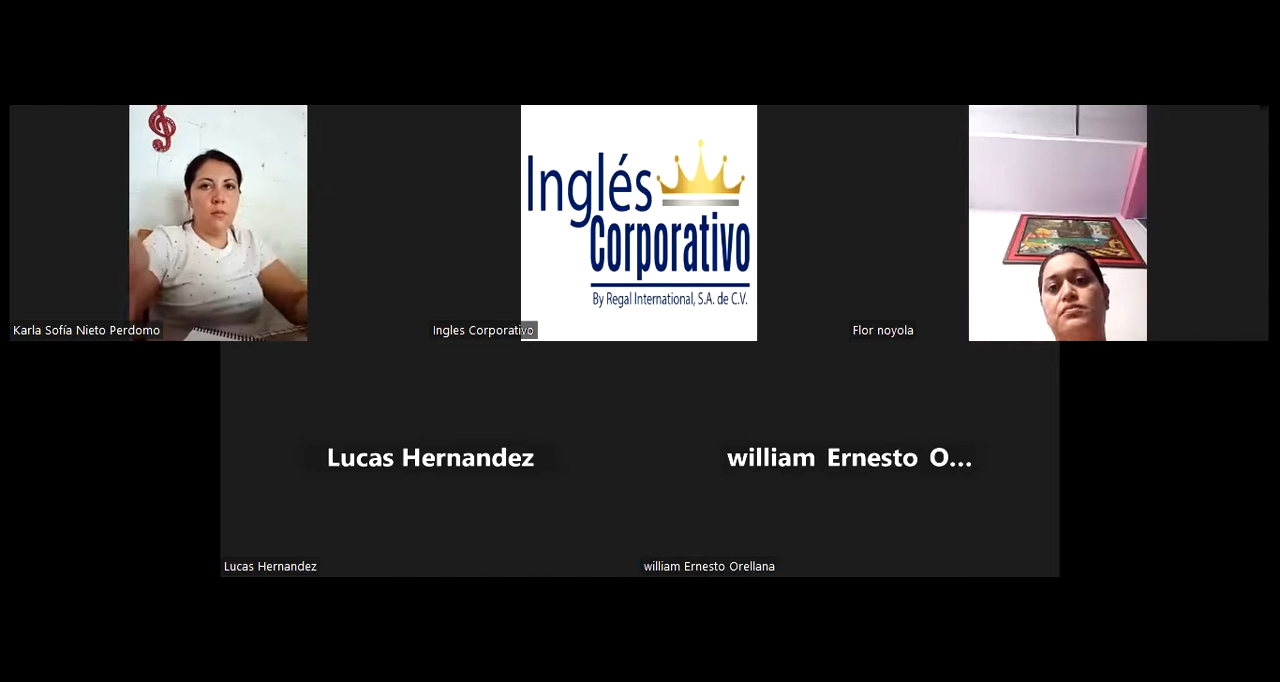 Inglés
Corporativo
By Regal International, S.A. de C.V.
Karla Sofía Nieto Perdomo
Ingles Corporativo
Flor noyola
Lucas Hernandez
william Ernesto O...
Lucas Hernandez
william Ernesto Orellana